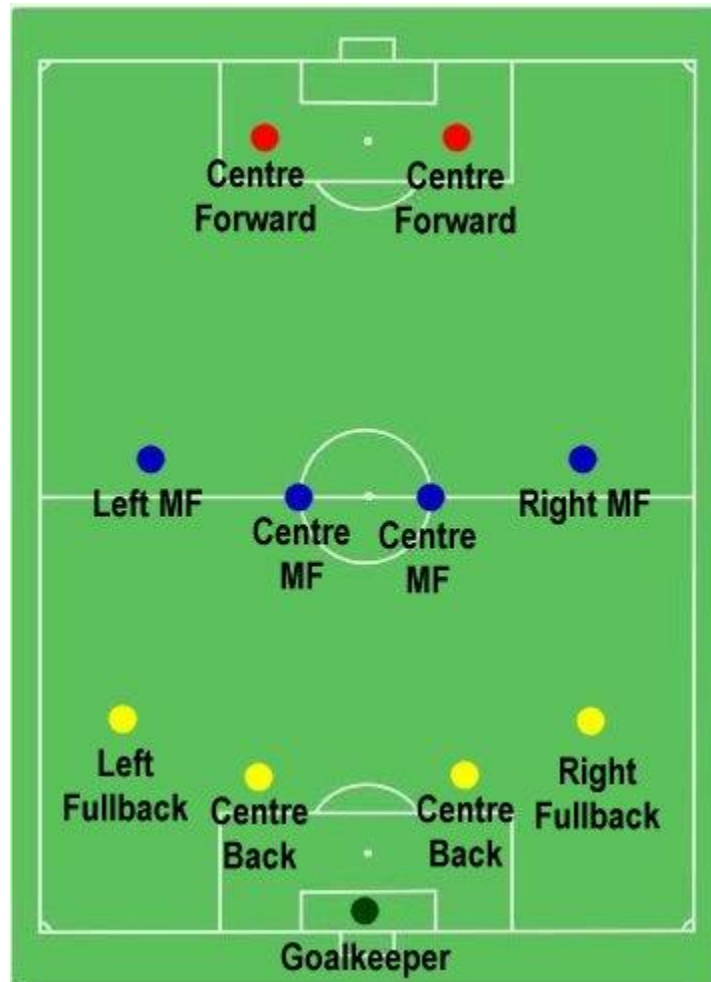 Centre
Forward
Centre
Forward
Left MF
Centre
MF
Centre
MF
Right MF
Left
Fullback
Centre
Back
Centre
Back
Right
Fullback
Goalkeeper